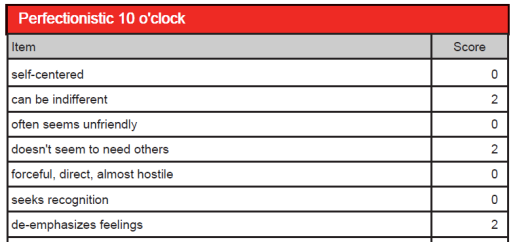 Perfectionistic 10 o'clock
Item Score
self-centered 0
can be indifferent 2
often seems unfriendly 0
doesn't seem to need others 2
forceful, direct, almost hostile 0
seeks recognition 0
de-emphasizes feelings 2